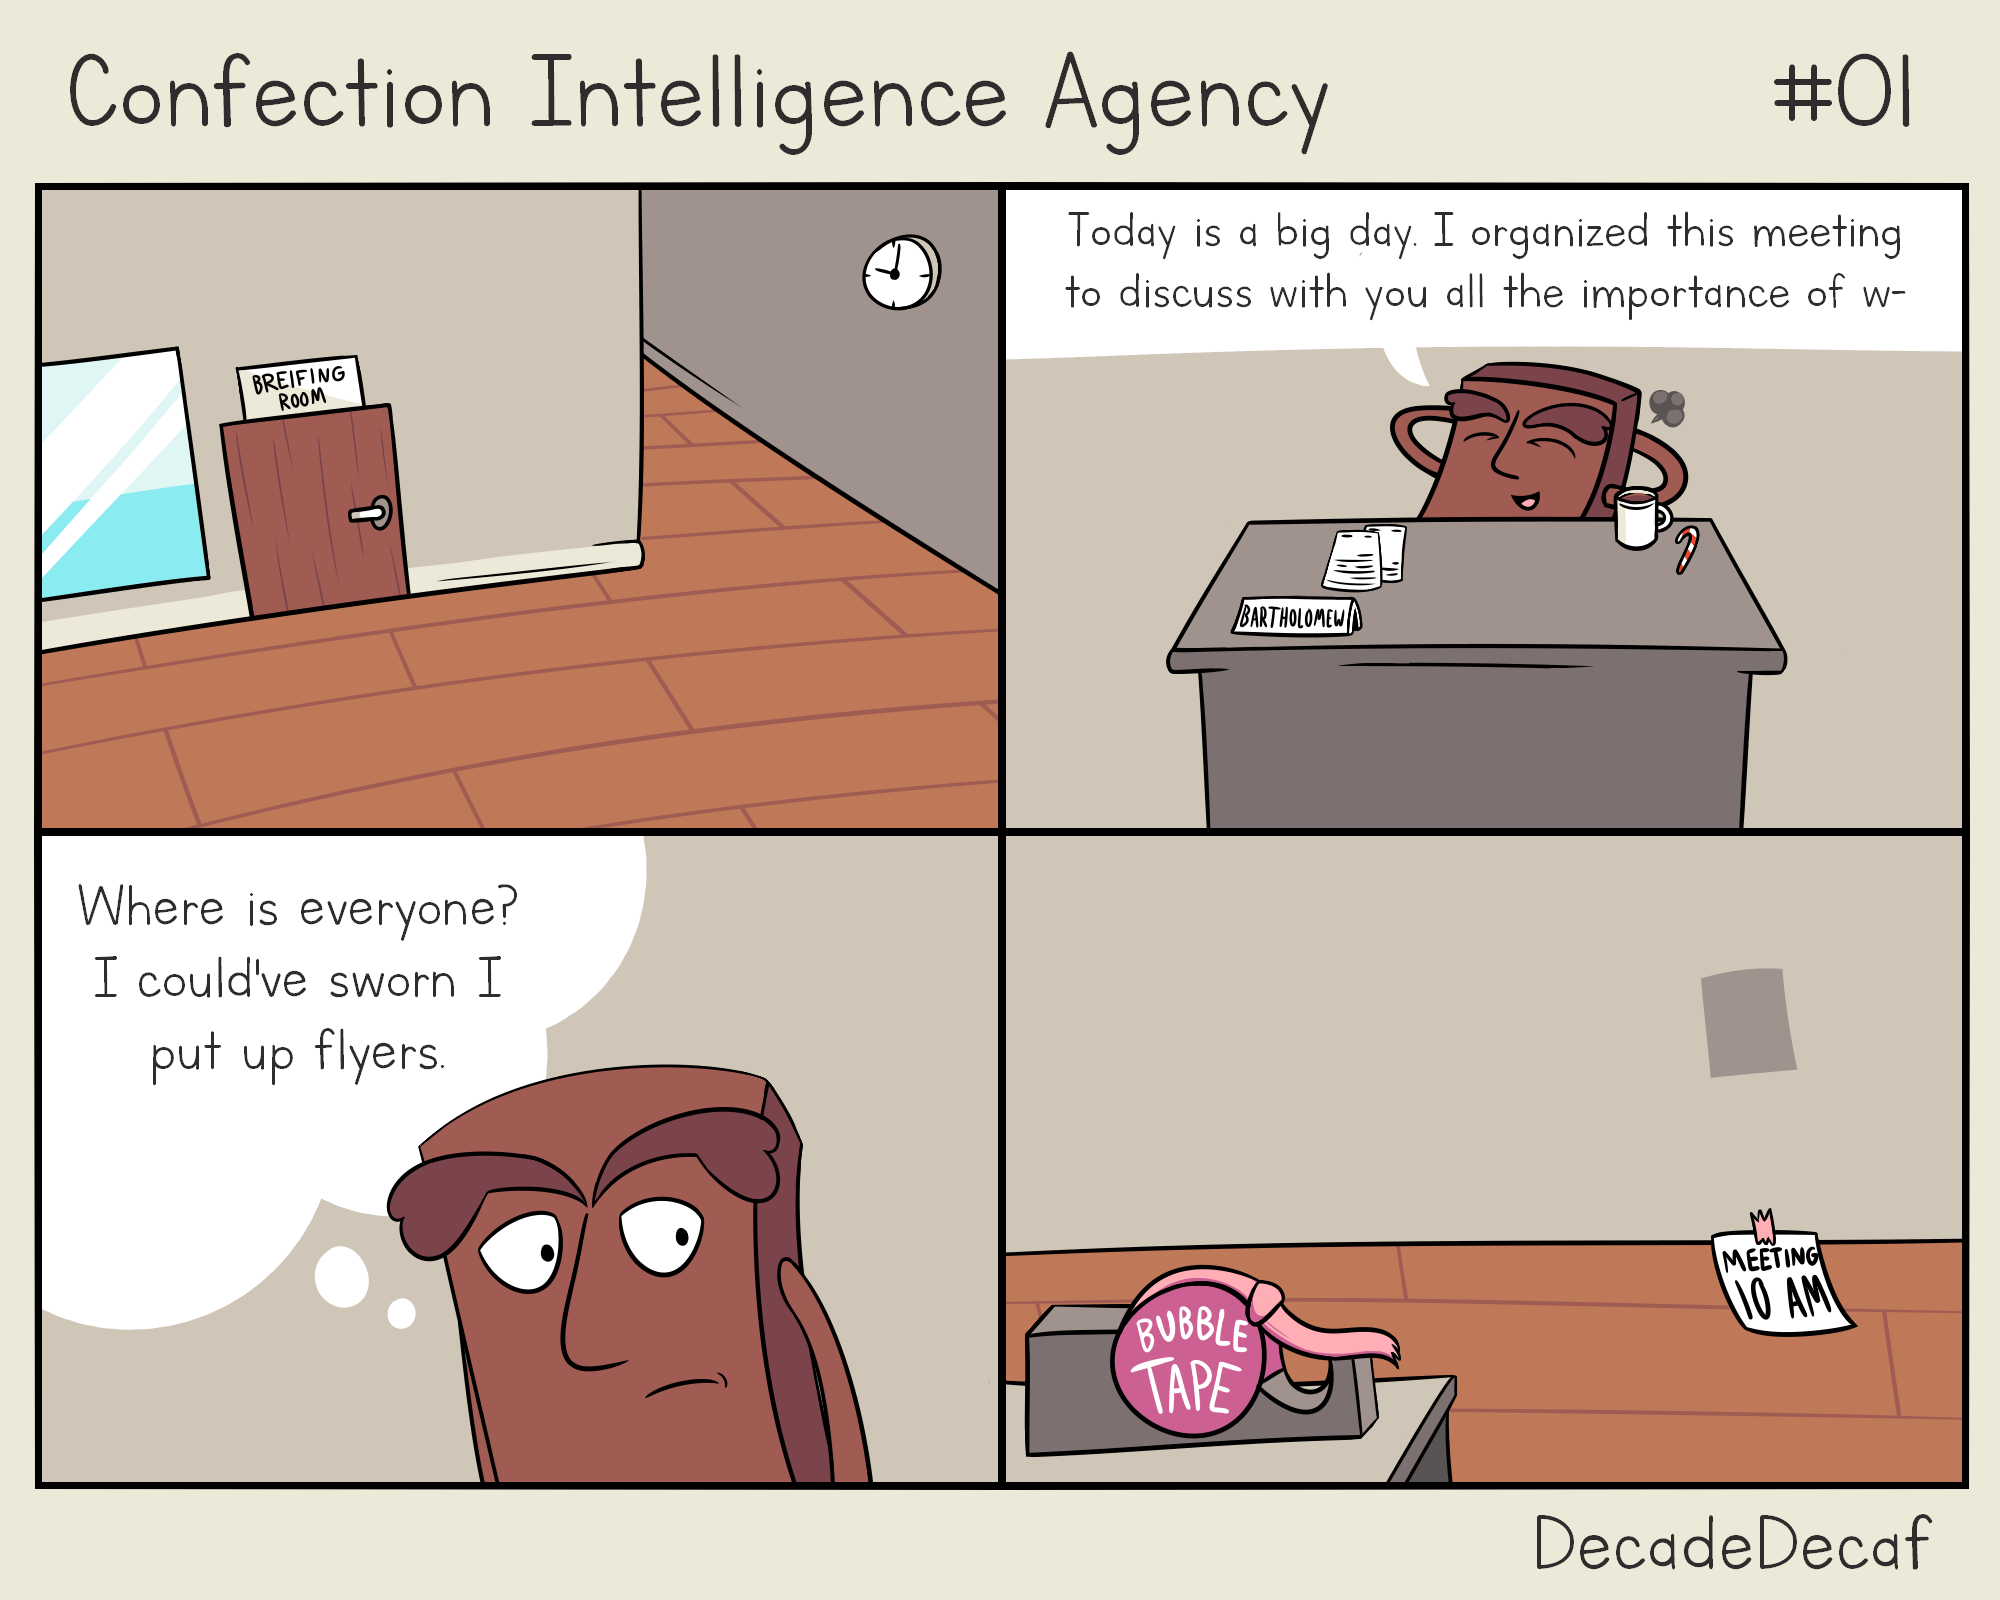 Confection Intelligence Agency #01
BREIFING
ROOM
Today is a big day. I organized this meeting
to discuss with you all the importance of w-
BARTHOLOMEW
Where is everyone?
I could've sworn I
put up flyers.
MEETING
10 AM
BUBBLE
TAPE
DecadeDecaf